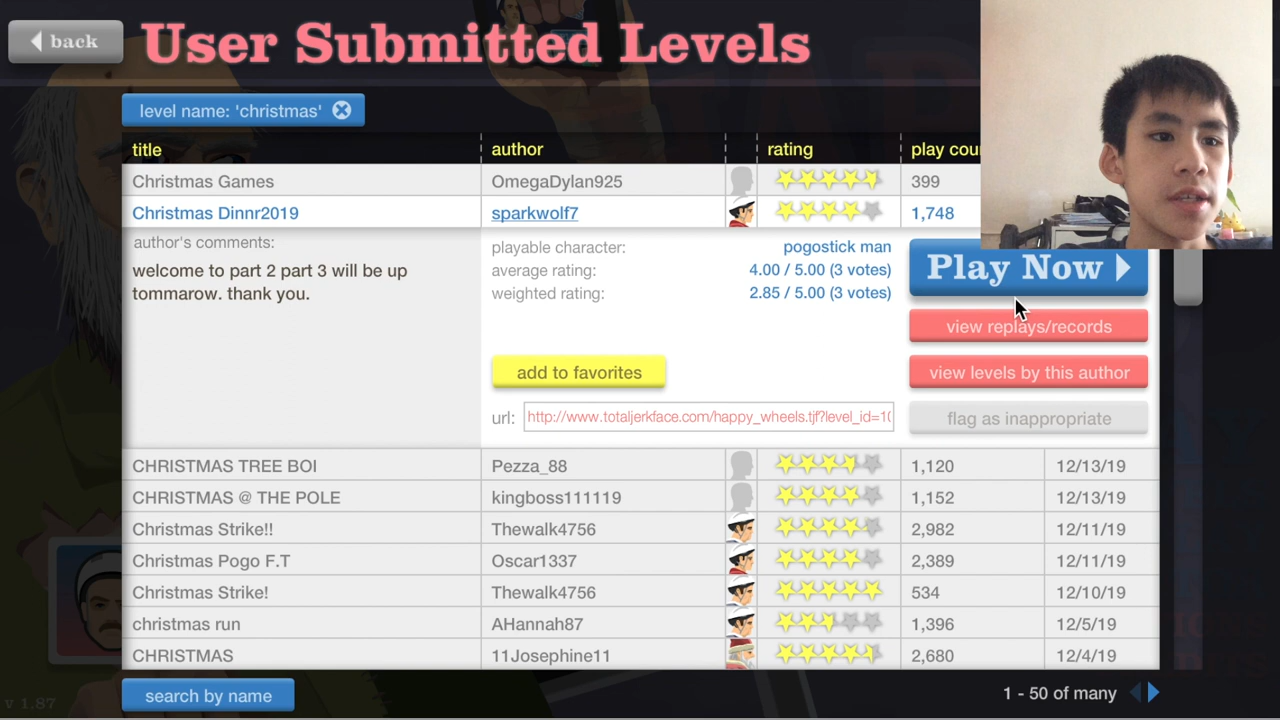 back
User Submitted Levels
level name: 'christmas'
title author rating play cou
Christmas Games OmegaDylan925 399
Christmas Dinnr2019 sparkwolf7 1,748
author's comments:
welcome to part 2 part 3 will be up
tommarow. thank you.
playable character: pogostick man
average rating: 4.00 / 5.00 (3 votes)
weighted rating: 2.85 / 5.00 (3 votes)
add to favorites
url: http://www.totaljerkface.com/happy_wheels.tjf?level_id=1(
Play Now
view replays/records
view levels by this author
flag as inappropriate
CHRISTMAS TREE BOI Pezza_88 1,120 12/13/19
CHRISTMAS @ THE POLE kingboss111119 1,152 12/13/19
Christmas Strike!! Thewalk4756 2,982 12/11/19
Christmas Pogo F.T Oscar1337 2,389 12/11/19
Christmas Strike! Thewalk4756 534 12/10/19
christmas run AHannah87 1,396 12/5/19
CHRISTMAS 11Josephine11 2,680 12/4/19
v 1.87
search by name
1 - 50 of many